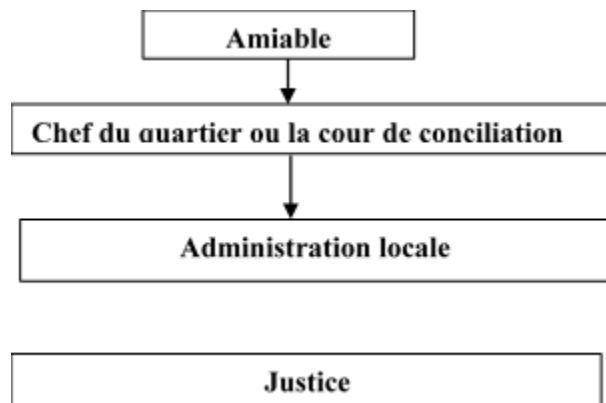 Amiable
Chef du quartier ou la cour de conciliation
Administration locale
Justice